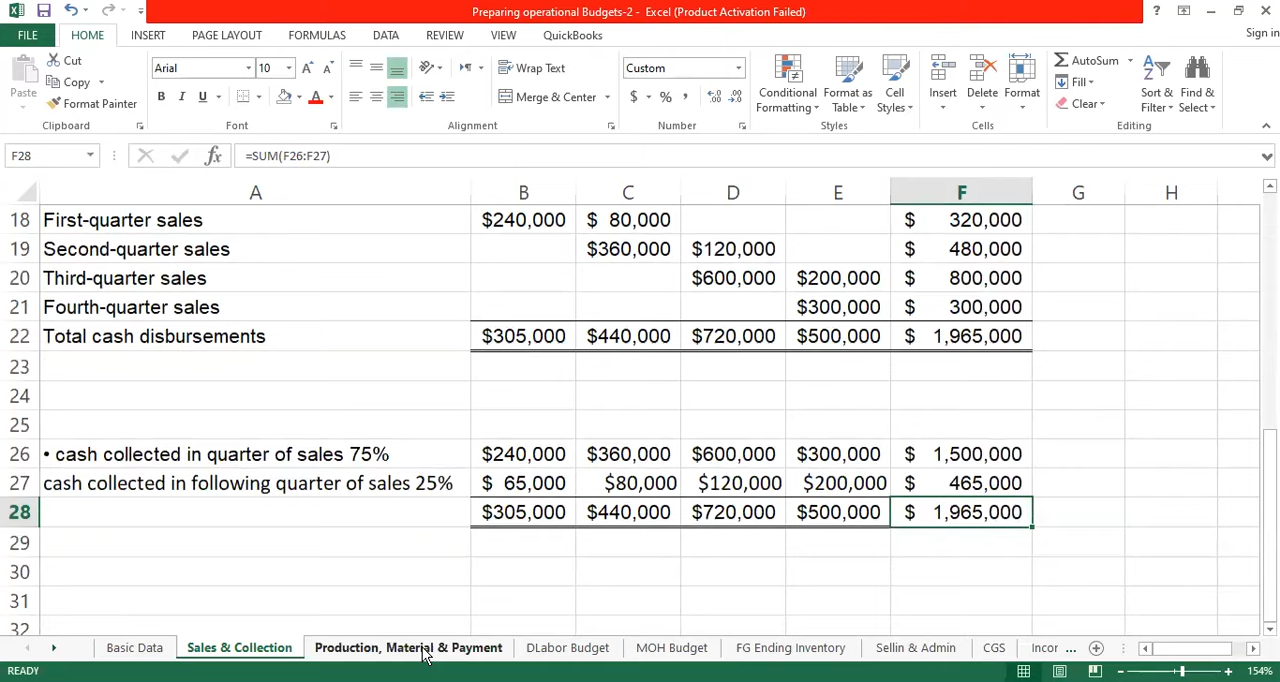 Preparing operational Budgets-2 - Excel (Product Activation Failed)
FILE HOME INSERT PAGE LAYOUT FORMULAS DATA REVIEW VIEW QuickBooks Sign in
Paste Cut Copy Format Painter Clipboard
Arial 10 B I U Font
Wrap Text Merge & Center Alignment
Custom $ % , Number
Conditional Formatting Format as Table Cell Styles Styles
Insert Delete Format Cells
AutoSum Fill Clear Sort & Filter Find & Select Editing
F28 fx =SUM(F26:F27)
A B C D E F G H
18 First-quarter sales $240,000 $ 80,000 $ 320,000
19 Second-quarter sales $360,000 $120,000 $ 480,000
20 Third-quarter sales $600,000 $200,000 $ 800,000
21 Fourth-quarter sales $300,000 $ 300,000
22 Total cash disbursements $305,000 $440,000 $720,000 $500,000 $ 1,965,000
23
24
25
26 • cash collected in quarter of sales 75% $240,000 $360,000 $600,000 $300,000 $ 1,500,000
27 cash collected in following quarter of sales 25% $ 65,000 $80,000 $120,000 $200,000 $ 465,000
28 $305,000 $440,000 $720,000 $500,000 $ 1,965,000
29
30
31
32
Basic Data Sales & Collection Production, Material & Payment DLabor Budget MOH Budget FG Ending Inventory Sellin & Admin CGS Incor ...
READY 154%